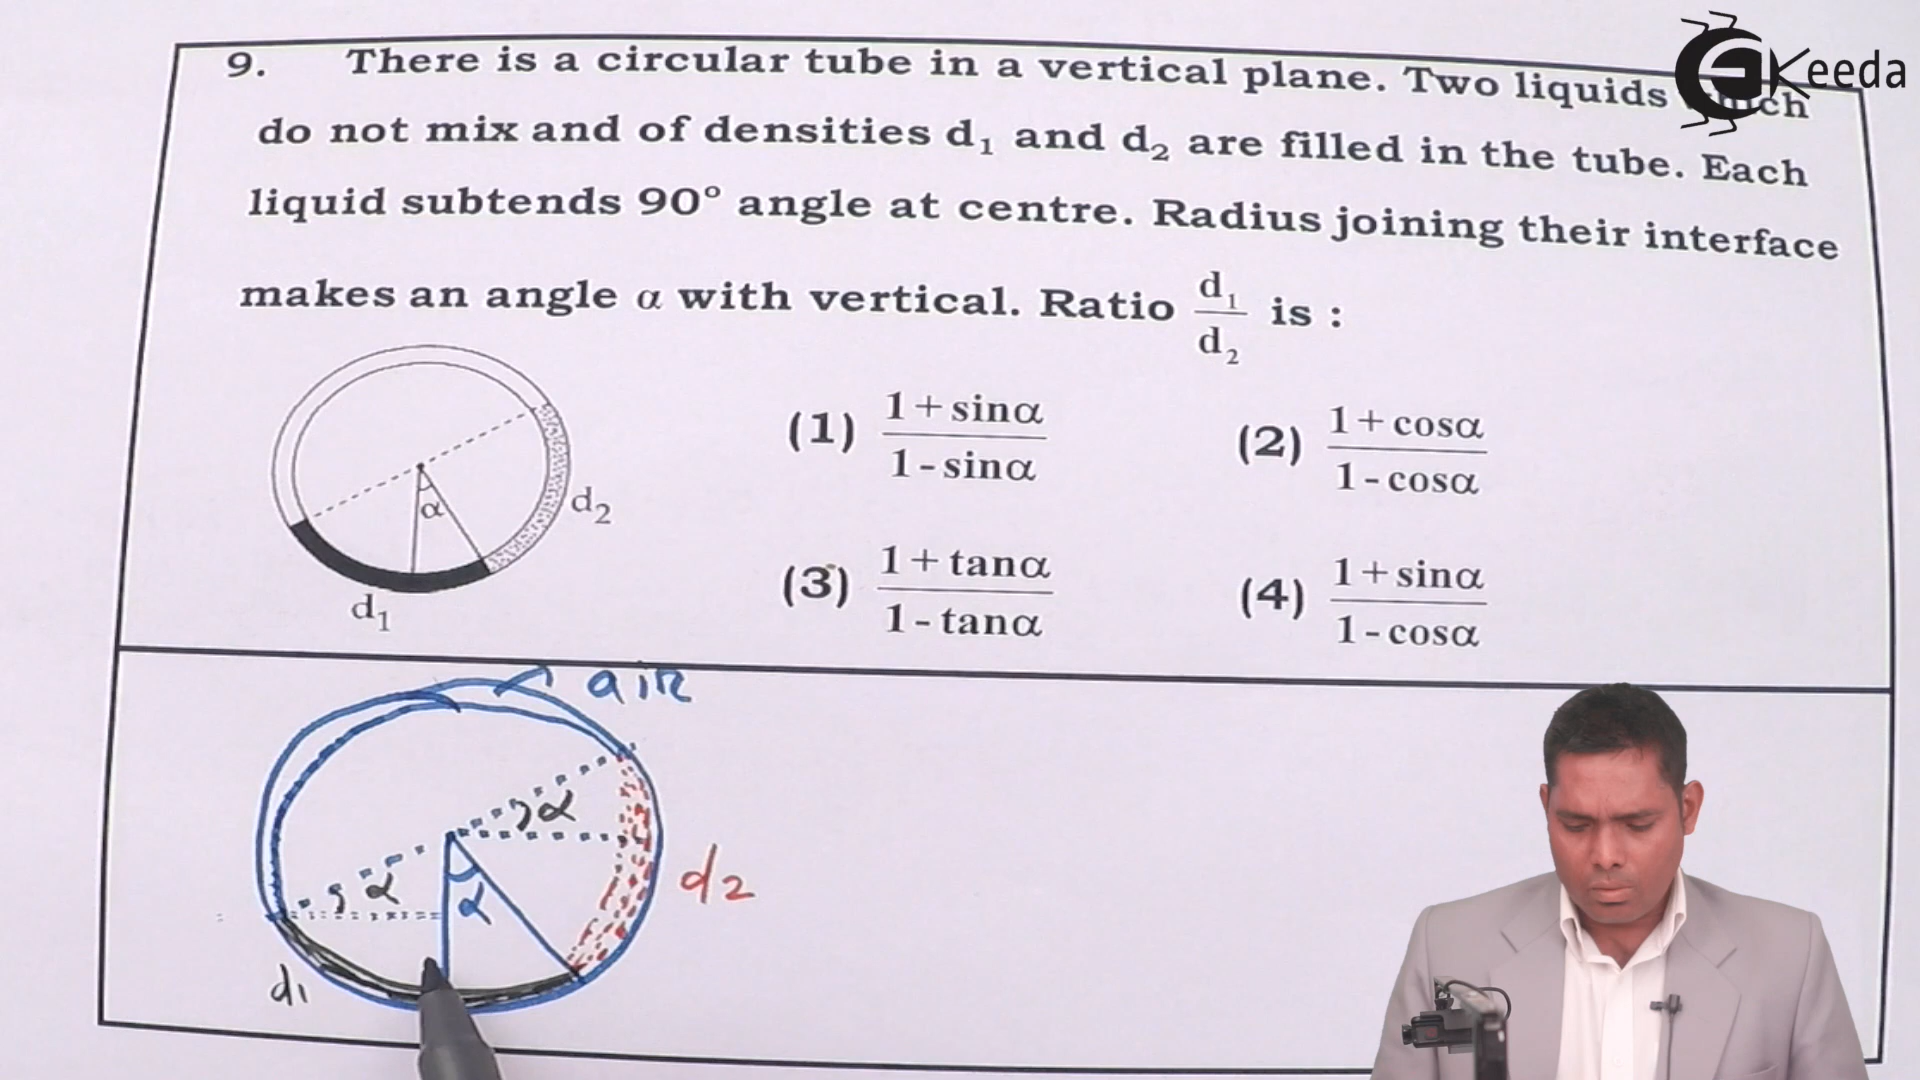 9. There is a circular tube in a vertical plane. Two liquids
Keeda
do not mix and of densities d₁ and d₂ are filled in the tube. Each
liquid subtends 90° angle at centre. Radius joining their interface
makes an angle α with vertical. Ratio d₁/d₂ is :
(1) 1+sinα / 1-sinα (2) 1+cosα / 1-cosα
(3) 1+tanα / 1-tanα (4) 1+sinα / 1-cosα
α
d₂
d₁
air
α
α
α
d₂
d₁